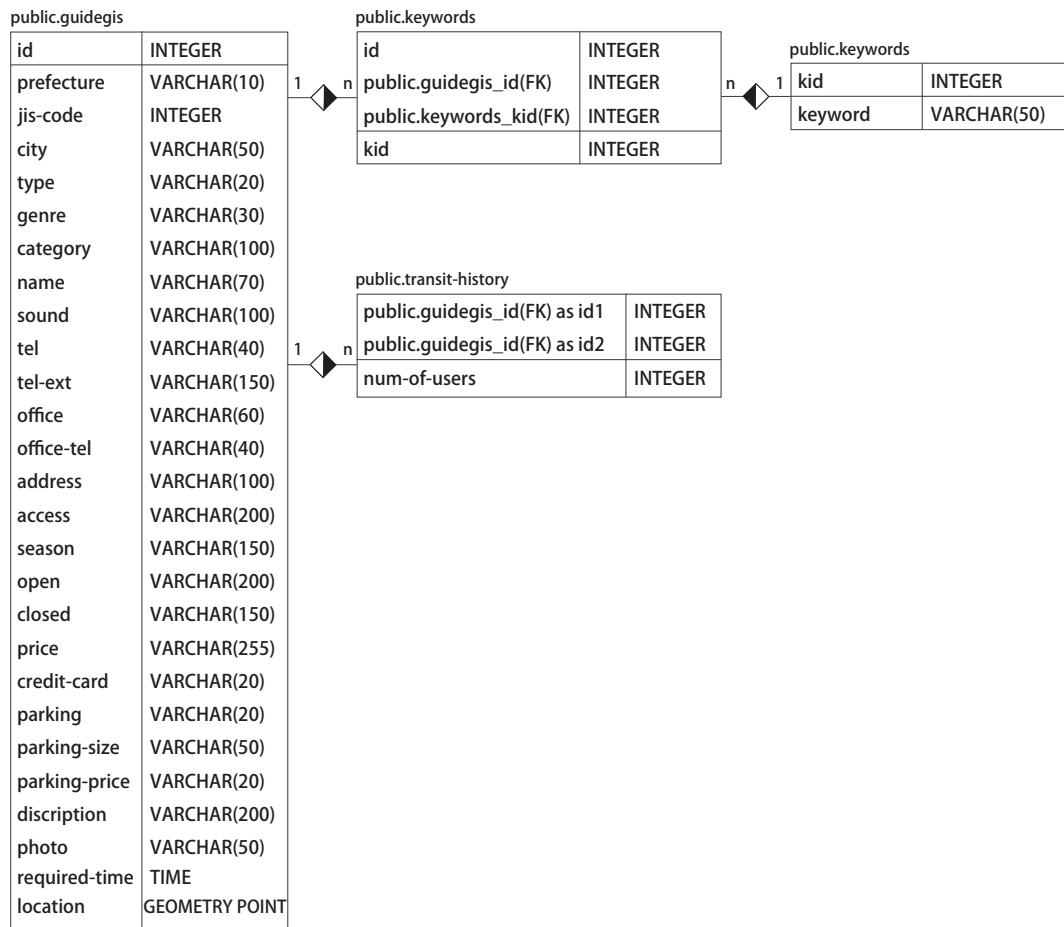 public.guidegis
id INTEGER
prefecture VARCHAR(10)
jis-code INTEGER
city VARCHAR(50)
type VARCHAR(20)
genre VARCHAR(30)
category VARCHAR(100)
name VARCHAR(70)
sound VARCHAR(100)
tel VARCHAR(40)
tel-ext VARCHAR(150)
office VARCHAR(60)
office-tel VARCHAR(40)
address VARCHAR(100)
access VARCHAR(200)
season VARCHAR(150)
open VARCHAR(200)
closed VARCHAR(150)
price VARCHAR(255)
credit-card VARCHAR(20)
parking VARCHAR(20)
parking-size VARCHAR(50)
parking-price VARCHAR(20)
discription VARCHAR(200)
photo VARCHAR(50)
required-time TIME
location GEOMETRY POINT
1 n
public.keywords
id INTEGER
public.guidegis_id(FK) INTEGER
public.keywords_kid(FK) INTEGER
kid INTEGER
n 1
public.keywords
kid INTEGER
keyword VARCHAR(50)
1 n
public.transit-history
public.guidegis_id(FK) as id1 INTEGER
public.guidegis_id(FK) as id2 INTEGER
num-of-users INTEGER